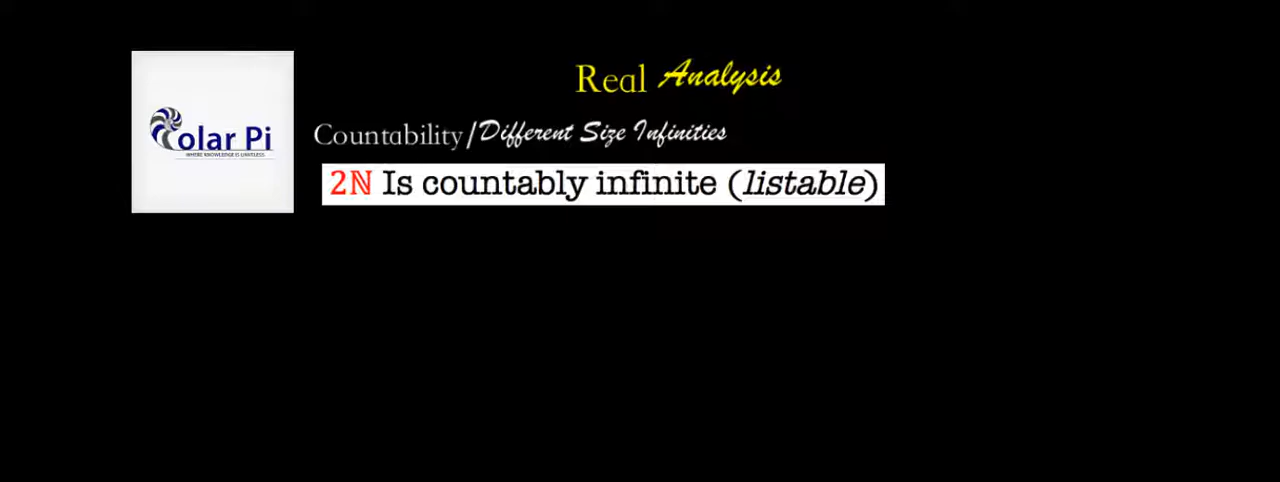 Real Analysis
Countability/Different Size Infinities
2ℕ Is countably infinite (listable)
olar Pi
WHERE KNOWLEDGE IS LIMITLESS